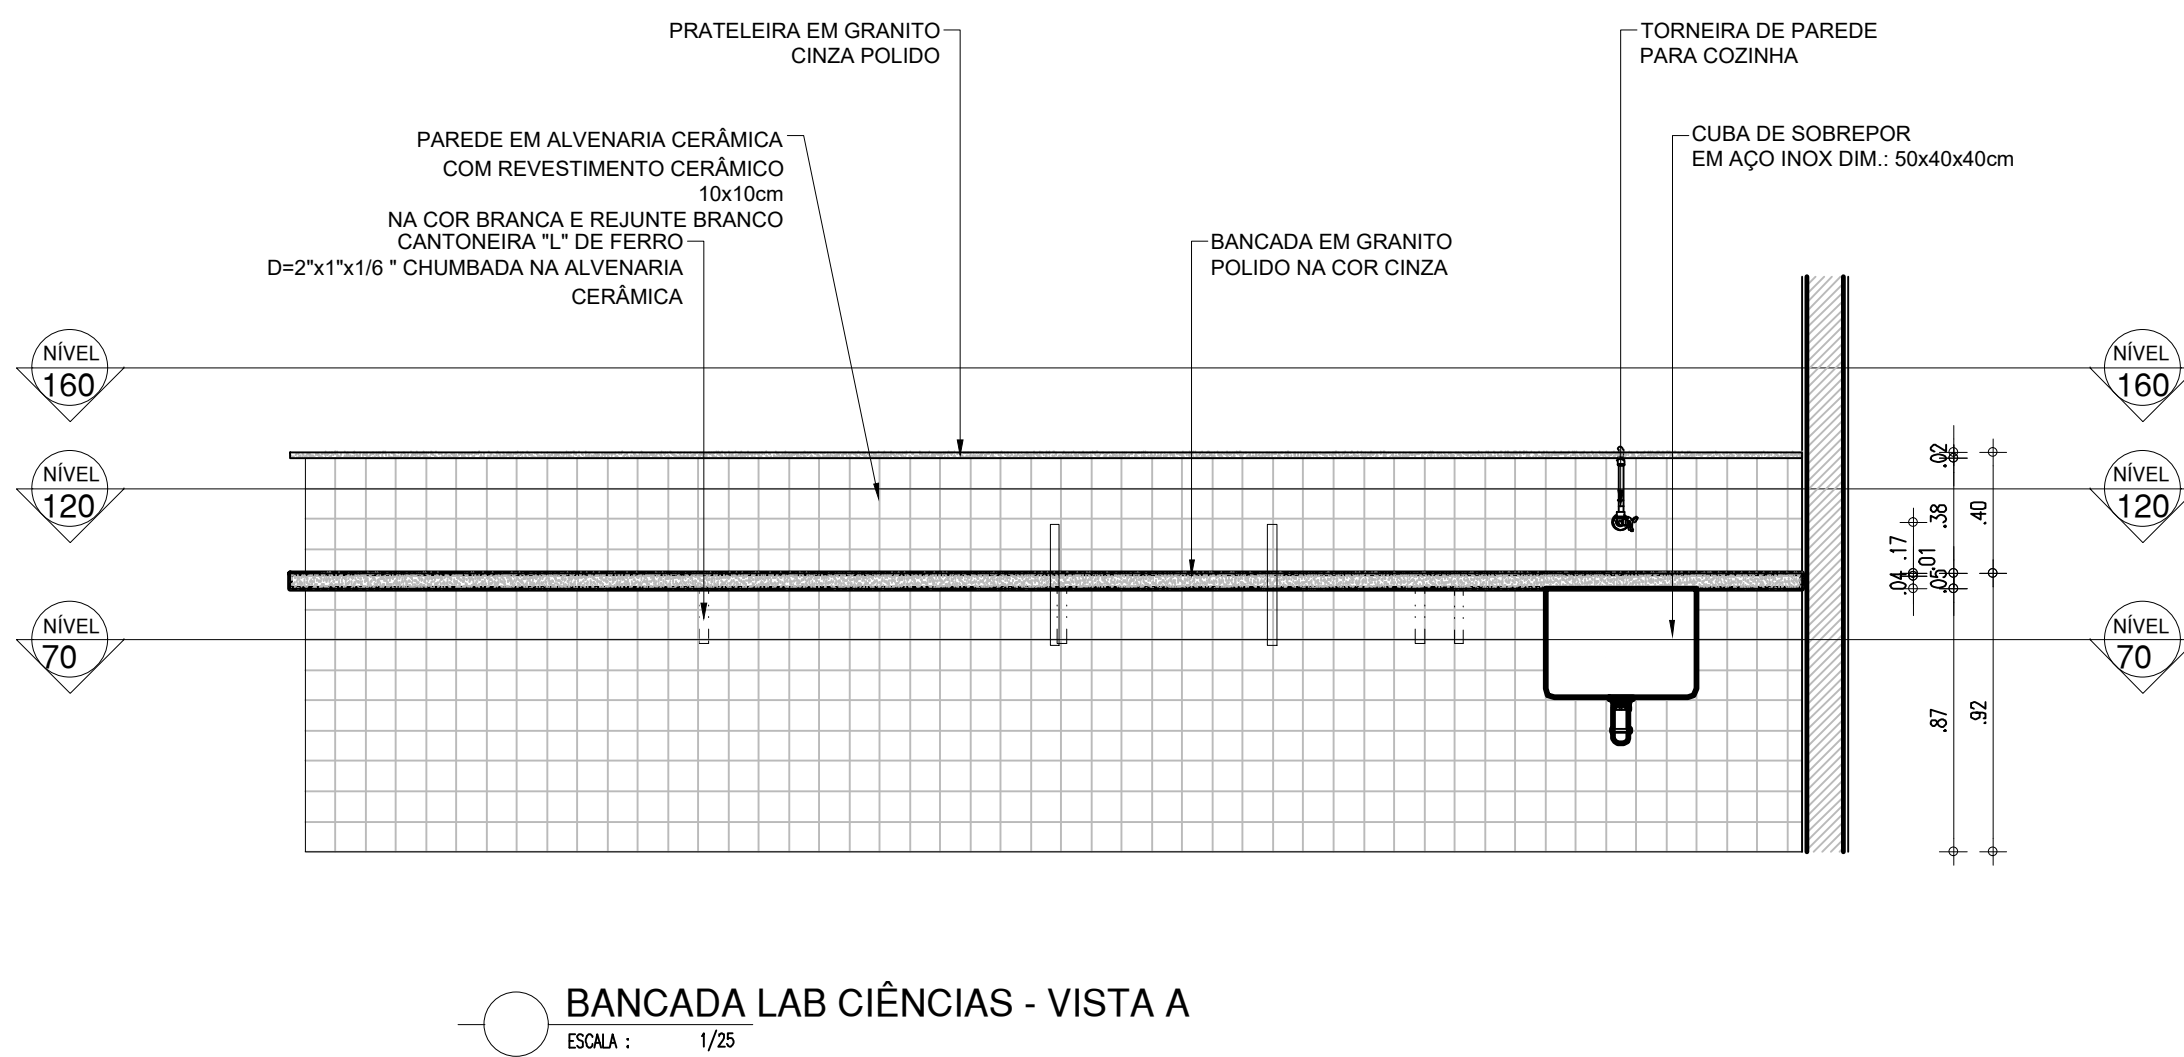 PRATELEIRA EM GRANITO
CINZA POLIDO
TORNEIRA DE PAREDE
PARA COZINHA
PAREDE EM ALVENARIA CERÂMICA
COM REVESTIMENTO CERÂMICO
10x10cm
NA COR BRANCA E REJUNTE BRANCO
CUBA DE SOBREPOR
EM AÇO INOX DIM.: 50x40x40cm
CANTONEIRA "L" DE FERRO
D=2"x1"x1/6 " CHUMBADA NA ALVENARIA
CERÂMICA
BANCADA EM GRANITO
POLIDO NA COR CINZA
NÍVEL
160
NÍVEL
160
NÍVEL
120
NÍVEL
120
NÍVEL
70
NÍVEL
70
.02
.38
.40
.17
.01
.04
.05
.87
.92
BANCADA LAB CIÊNCIAS - VISTA A
ESCALA : 1/25